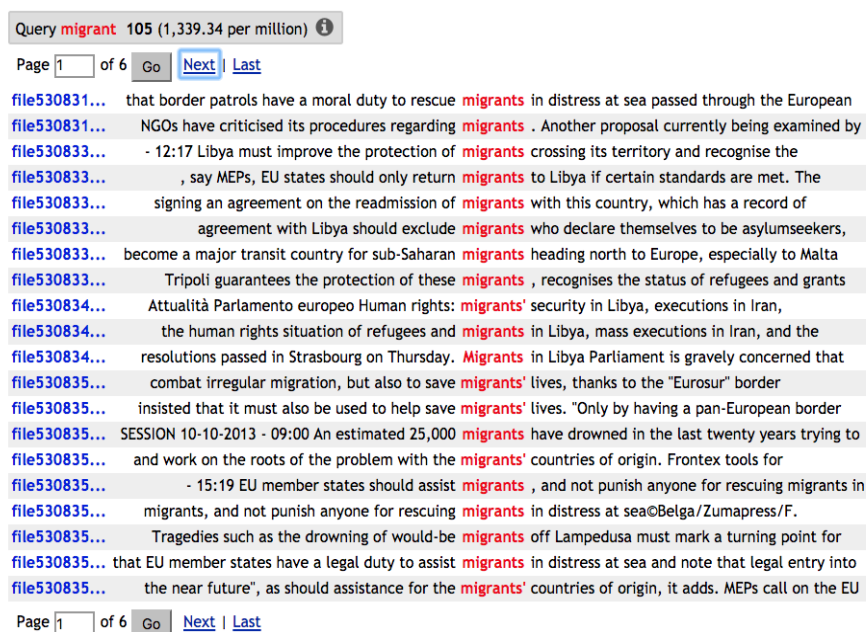 Query migrant 105 (1,339.34 per million) i
Page 1 of 6 Go Next | Last
file530831... that border patrols have a moral duty to rescue migrants in distress at sea passed through the European
file530831... NGOs have criticised its procedures regarding migrants . Another proposal currently being examined by
file530833... - 12:17 Libya must improve the protection of migrants crossing its territory and recognise the
file530833... , say MEPs, EU states should only return migrants to Libya if certain standards are met. The
file530833... signing an agreement on the readmission of migrants with this country, which has a record of
file530833... agreement with Libya should exclude migrants who declare themselves to be asylumseekers,
file530833... become a major transit country for sub-Saharan migrants heading north to Europe, especially to Malta
file530833... Tripoli guarantees the protection of these migrants , recognises the status of refugees and grants
file530834... Attualità Parlamento europeo Human rights: migrants' security in Libya, executions in Iran,
file530834... the human rights situation of refugees and migrants in Libya, mass executions in Iran, and the
file530834... resolutions passed in Strasbourg on Thursday. Migrants in Libya Parliament is gravely concerned that
file530835... combat irregular migration, but also to save migrants' lives, thanks to the "Eurosur" border
file530835... insisted that it must also be used to help save migrants' lives. "Only by having a pan-European border
file530835... SESSION 10-10-2013 - 09:00 An estimated 25,000 migrants have drowned in the last twenty years trying to
file530835... and work on the roots of the problem with the migrants' countries of origin. Frontex tools for
file530835... - 15:19 EU member states should assist migrants , and not punish anyone for rescuing migrants in
file530835... migrants, and not punish anyone for rescuing migrants in distress at sea©Belga/Zumapress/F.
file530835... Tragedies such as the drowning of would-be migrants off Lampedusa must mark a turning point for
file530835... that EU member states have a legal duty to assist migrants in distress at sea and note that legal entry into
file530835... the near future", as should assistance for the migrants' countries of origin, it adds. MEPs call on the EU
Page 1 of 6 Go Next | Last